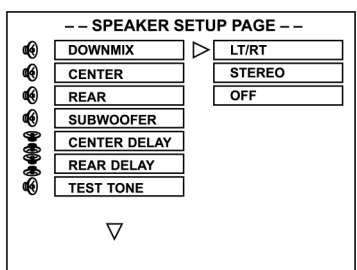 -- SPEAKER SETUP PAGE --
DOWNMIX
LT/RT
CENTER
STEREO
REAR
OFF
SUBWOOFER
CENTER DELAY
REAR DELAY
TEST TONE